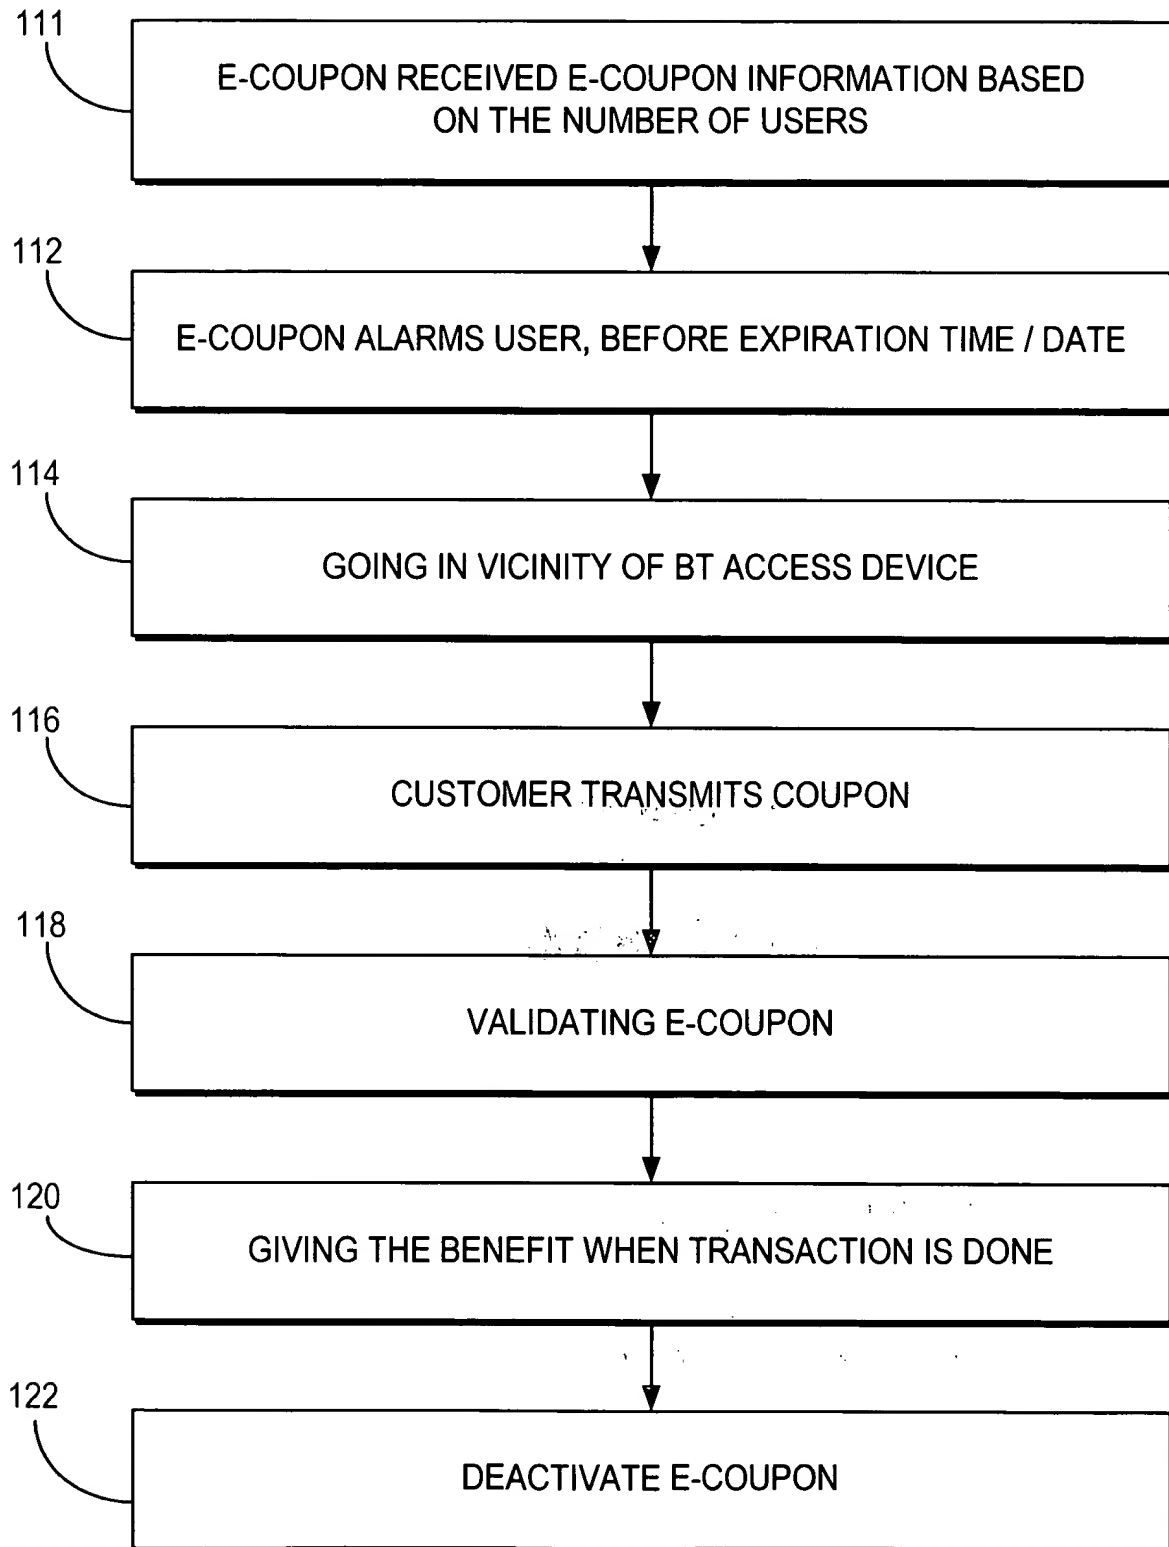 111
E-COUPON RECEIVED E-COUPON INFORMATION BASED
ON THE NUMBER OF USERS
112
E-COUPON ALARMS USER, BEFORE EXPIRATION TIME / DATE
114
GOING IN VICINITY OF BT ACCESS DEVICE
116
CUSTOMER TRANSMITS COUPON
118
VALIDATING E-COUPON
120
GIVING THE BENEFIT WHEN TRANSACTION IS DONE
122
DEACTIVATE E-COUPON